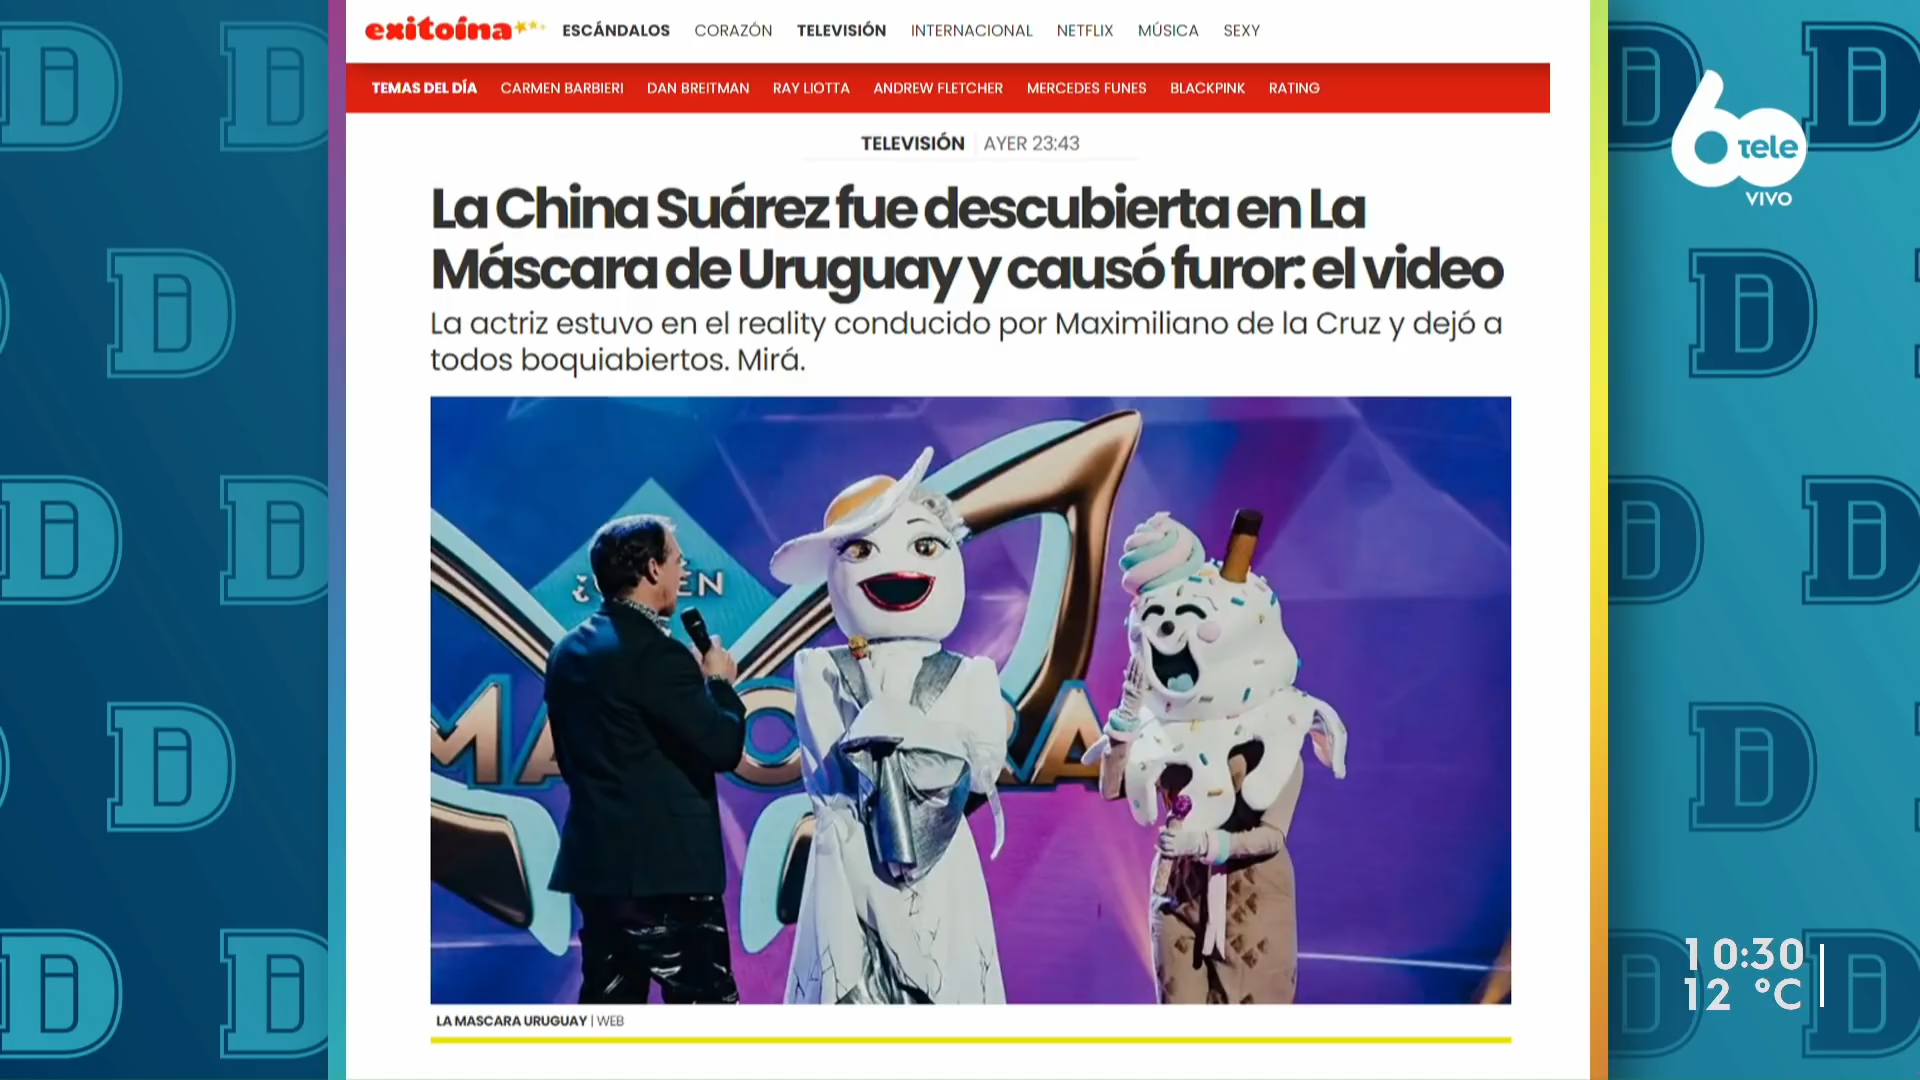 exitoína ESCÁNDALOS CORAZÓN TELEVISIÓN INTERNACIONAL NETFLIX MÚSICA SEXY
TEMAS DEL DÍA CARMEN BARBIERI DAN BREITMAN RAY LIOTTA ANDREW FLETCHER MERCEDES FUNES BLACKPINK RATING
6 tele
VIVO
TELEVISIÓN AYER 23:43
La China Suárez fue descubierta en La
Máscara de Uruguay y causó furor: el video
La actriz estuvo en el reality conducido por Maximiliano de la Cruz y dejó a
todos boquiabiertos. Mirá.
LA MASCARA URUGUAY | WEB
10:30
12 °C